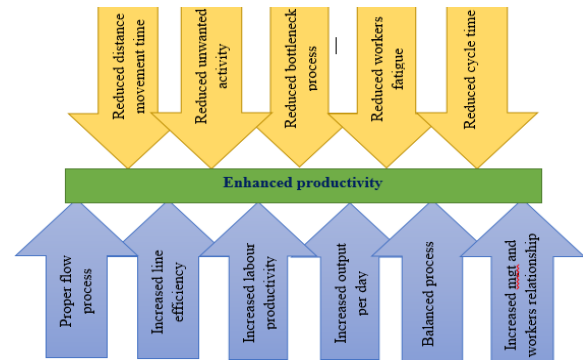 Reduced distance
movement time
Reduced unwanted
activity
Reduced bottleneck
process
Reduced workers
fatigue
Reduced cycle time
Enhanced productivity
Proper flow
process
Increased line
efficiency
Increased labour
productivity
Increased output
per day
Balanced process
Increased mgt and
workers relationship